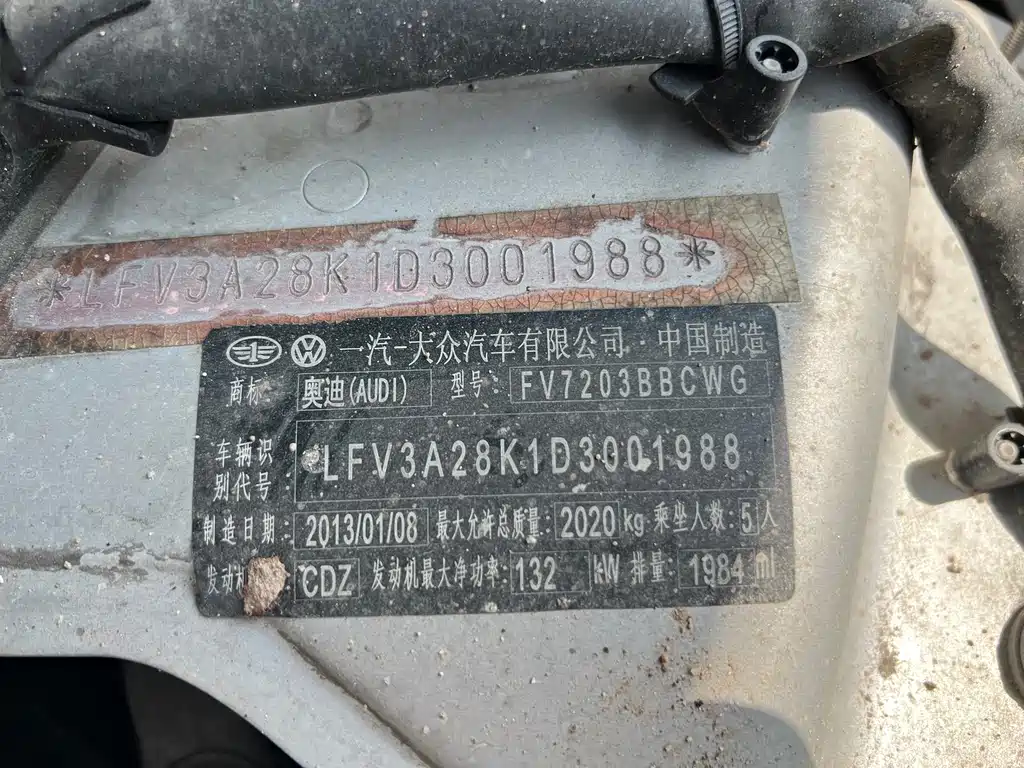 *LFV3A28K1D3001988*
一汽-大众汽车有限公司·中国制造
商标: 奥迪(AUDI) 型号: FV7203BBCWG
车辆识别代号: LFV3A28K1D3001988
制造日期: 2013/01/08 最大允许总质量: 2020 kg 乘坐人数: 5 人
发动 CDZ 发动机最大净功率: 132 kW 排量: 1984 ml